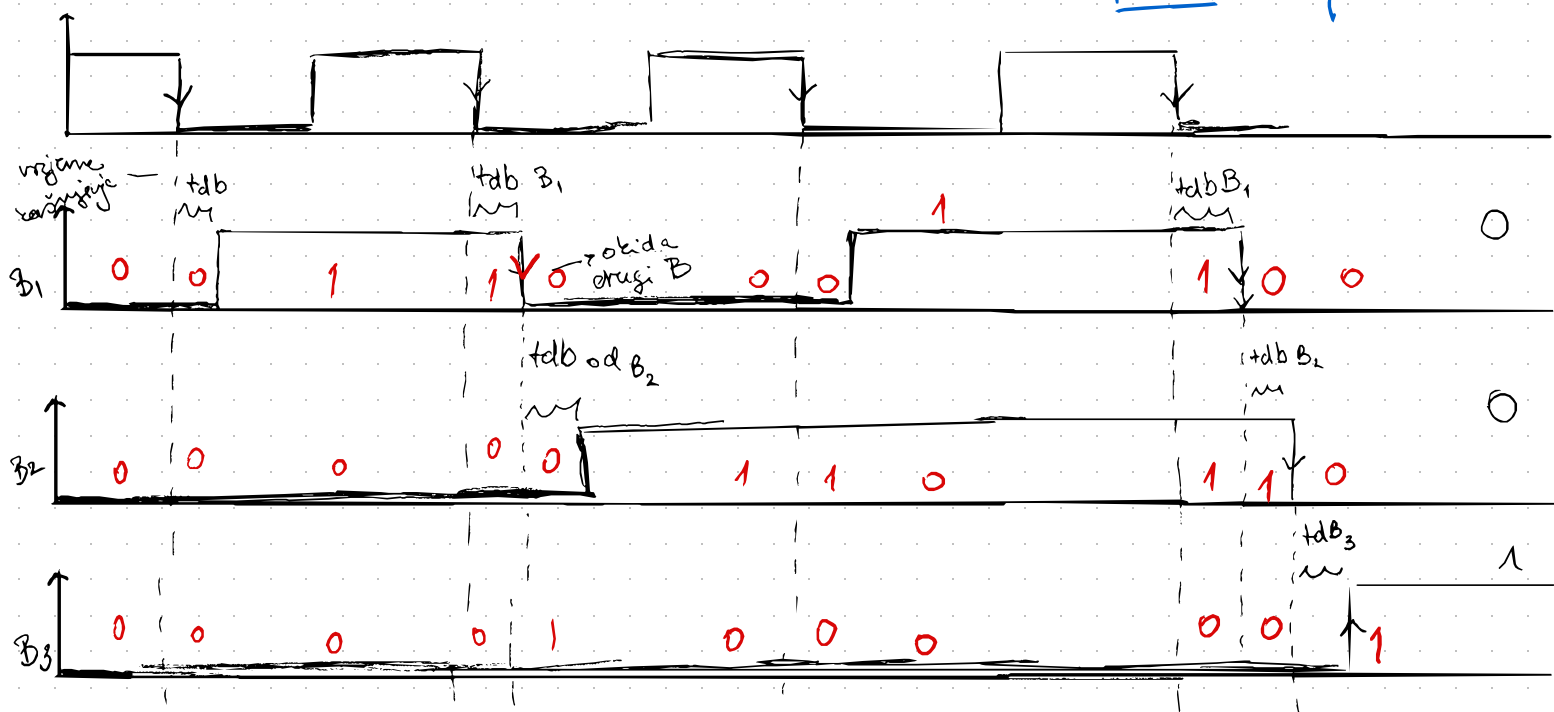 vrijeme
kašnjenja
tdb
tdb B1
tdb B1
B1
0 0 1 1 0 → okida
drugi B
0 0 1 1 0 0
0
tdb od B2
tdb B2
B2
0 0 0 0 0 1 1 0 1 1 0
0
tdB3
B3
0 0 0 0 1 0 0 0 0 0 1
1